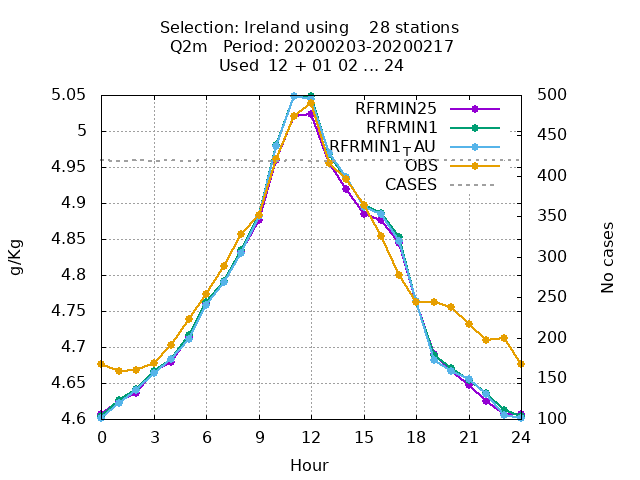 Selection: Ireland using    28 stations
Q2m   Period: 20200203-20200217
Used  12 + 01 02 ... 24
5.05
5
4.95
4.9
4.85
4.8
4.75
4.7
4.65
4.6
g/Kg
RFRMIN25
RFRMIN1
RFRMIN1┬AU
OBS
CASES
500
450
400
350
300
250
200
150
100
No cases
0 3 6 9 12 15 18 21 24
Hour